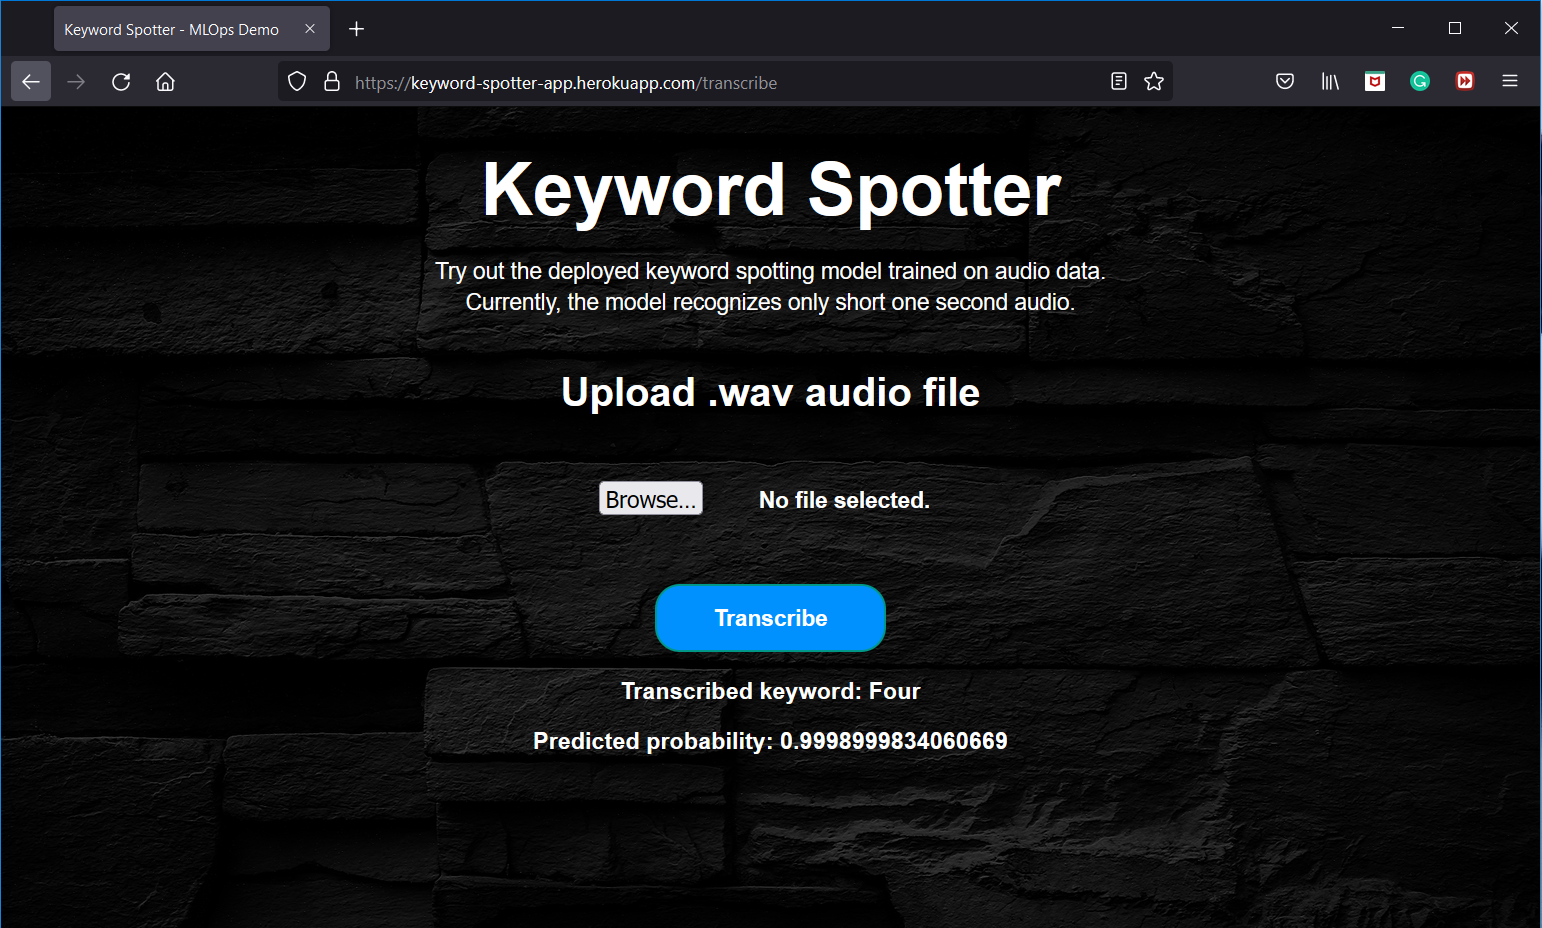 Keyword Spotter - MLOps Demo
https://keyword-spotter-app.herokuapp.com/transcribe
Keyword Spotter
Try out the deployed keyword spotting model trained on audio data.
Currently, the model recognizes only short one second audio.
Upload .wav audio file
Browse... No file selected.
Transcribe
Transcribed keyword: Four
Predicted probability: 0.9998999834060669